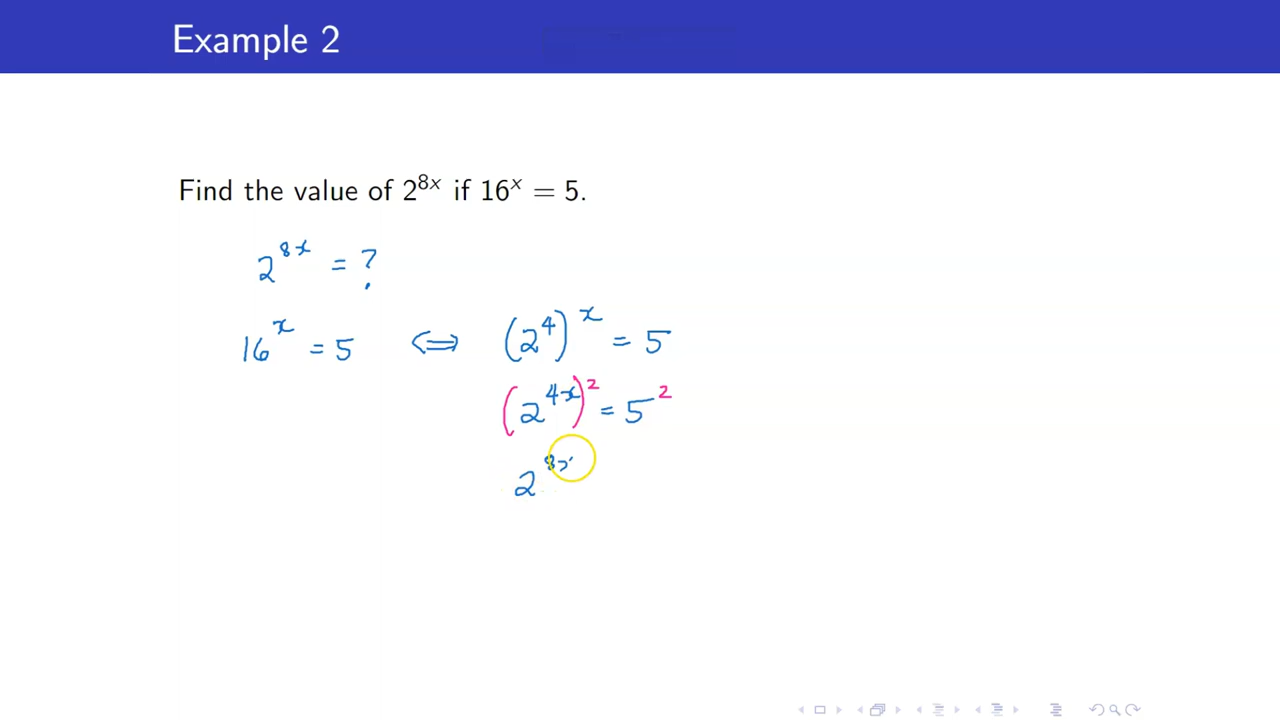 Example 2
Find the value of 2^{8x} if 16^x = 5.
2^{8x} = ?
16^x = 5 ⟺ (2^4)^x = 5
(2^{4x})^2 = 5^2
2^{8x}